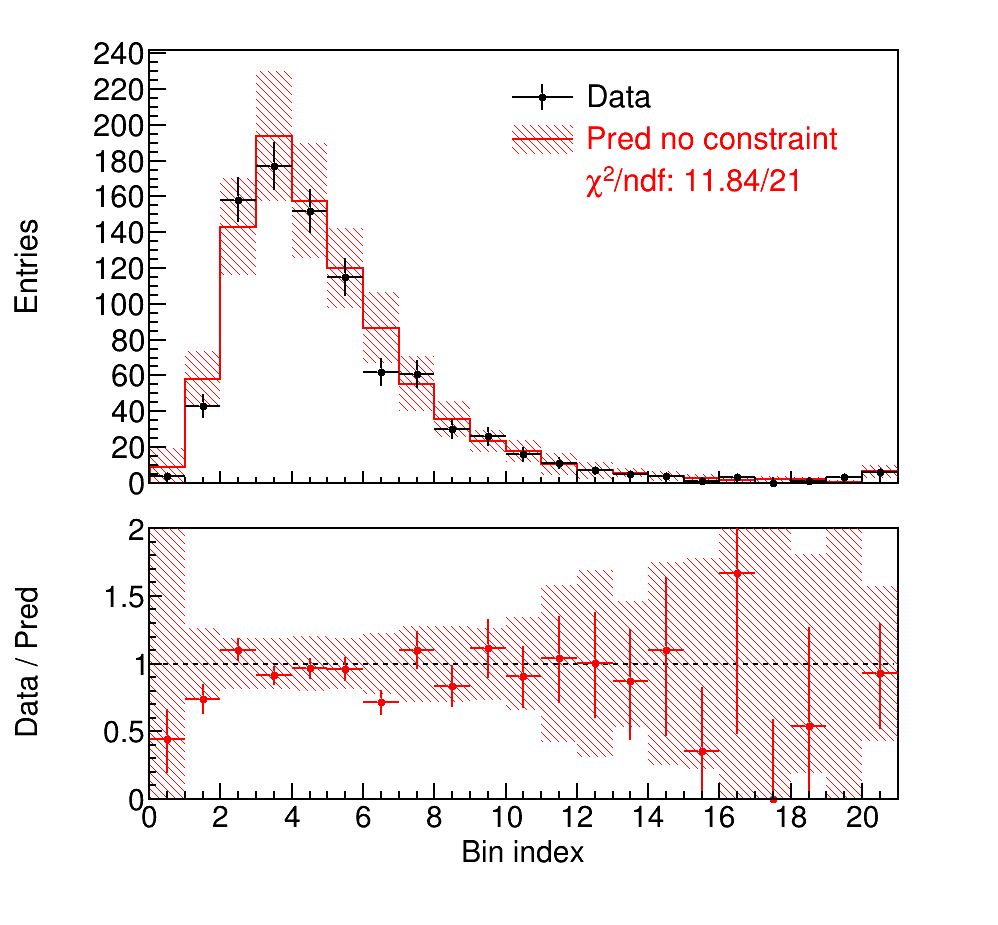 240
220
200
180
160
140
120
100
80
60
40
20
0
Entries
Data
Pred no constraint
χ²/ndf: 11.84/21
2
1.5
1
0.5
0
Data / Pred
0 2 4 6 8 10 12 14 16 18 20
Bin index